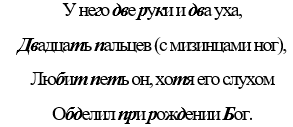 У него две руки и два уха,
Двадцать пальцев (с мизинцами ног),
Любит петь он, хотя его слухом
Обделил при рождении Бог.